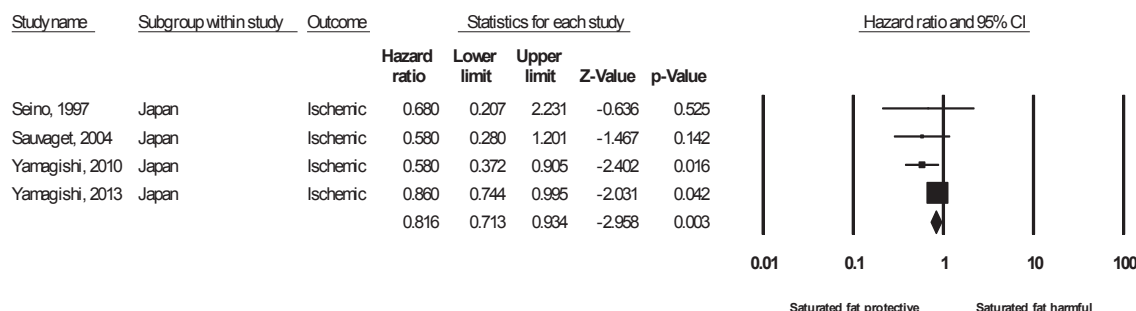 Study name Subgroup within study Outcome Statistics for each study Hazard ratio and 95% CI
Hazard Lower Upper
ratio limit limit Z-Value p-Value
Seino, 1997 Japan Ischemic 0.680 0.207 2.231 -0.636 0.525
Sauvaget, 2004 Japan Ischemic 0.580 0.280 1.201 -1.467 0.142
Yamagishi, 2010 Japan Ischemic 0.580 0.372 0.905 -2.402 0.016
Yamagishi, 2013 Japan Ischemic 0.860 0.744 0.995 -2.031 0.042
0.816 0.713 0.934 -2.958 0.003
0.01 0.1 1 10 100
Saturated fat protective Saturated fat harmful